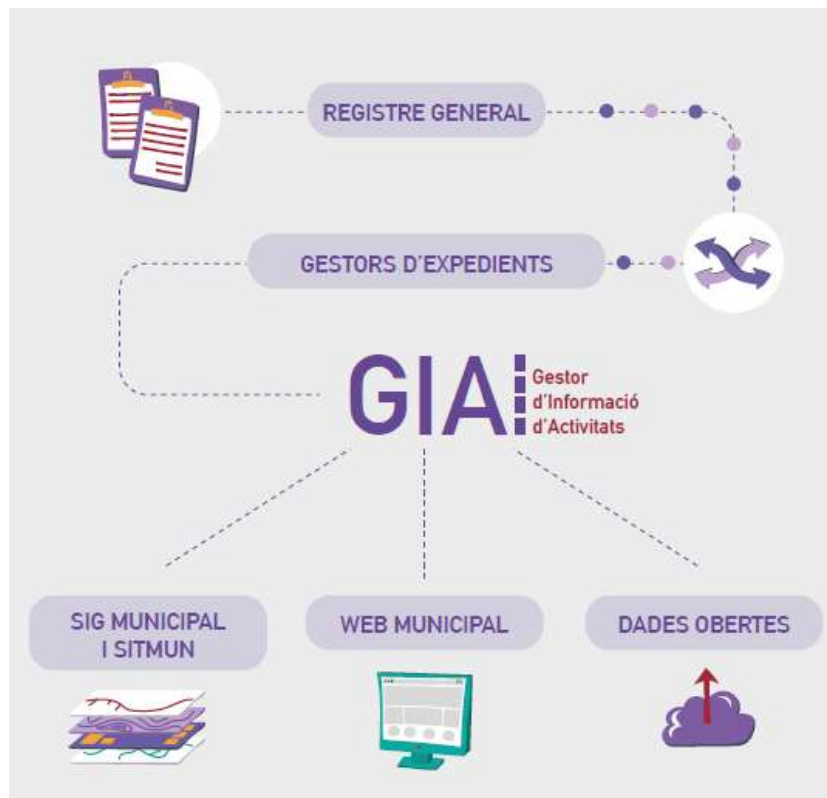 REGISTRE GENERAL
GESTORS D'EXPEDIENTS
GIA
Gestor
d'Informació
d'Activitats
SIG MUNICIPAL
I SITMUN
WEB MUNICIPAL
DADES OBERTES